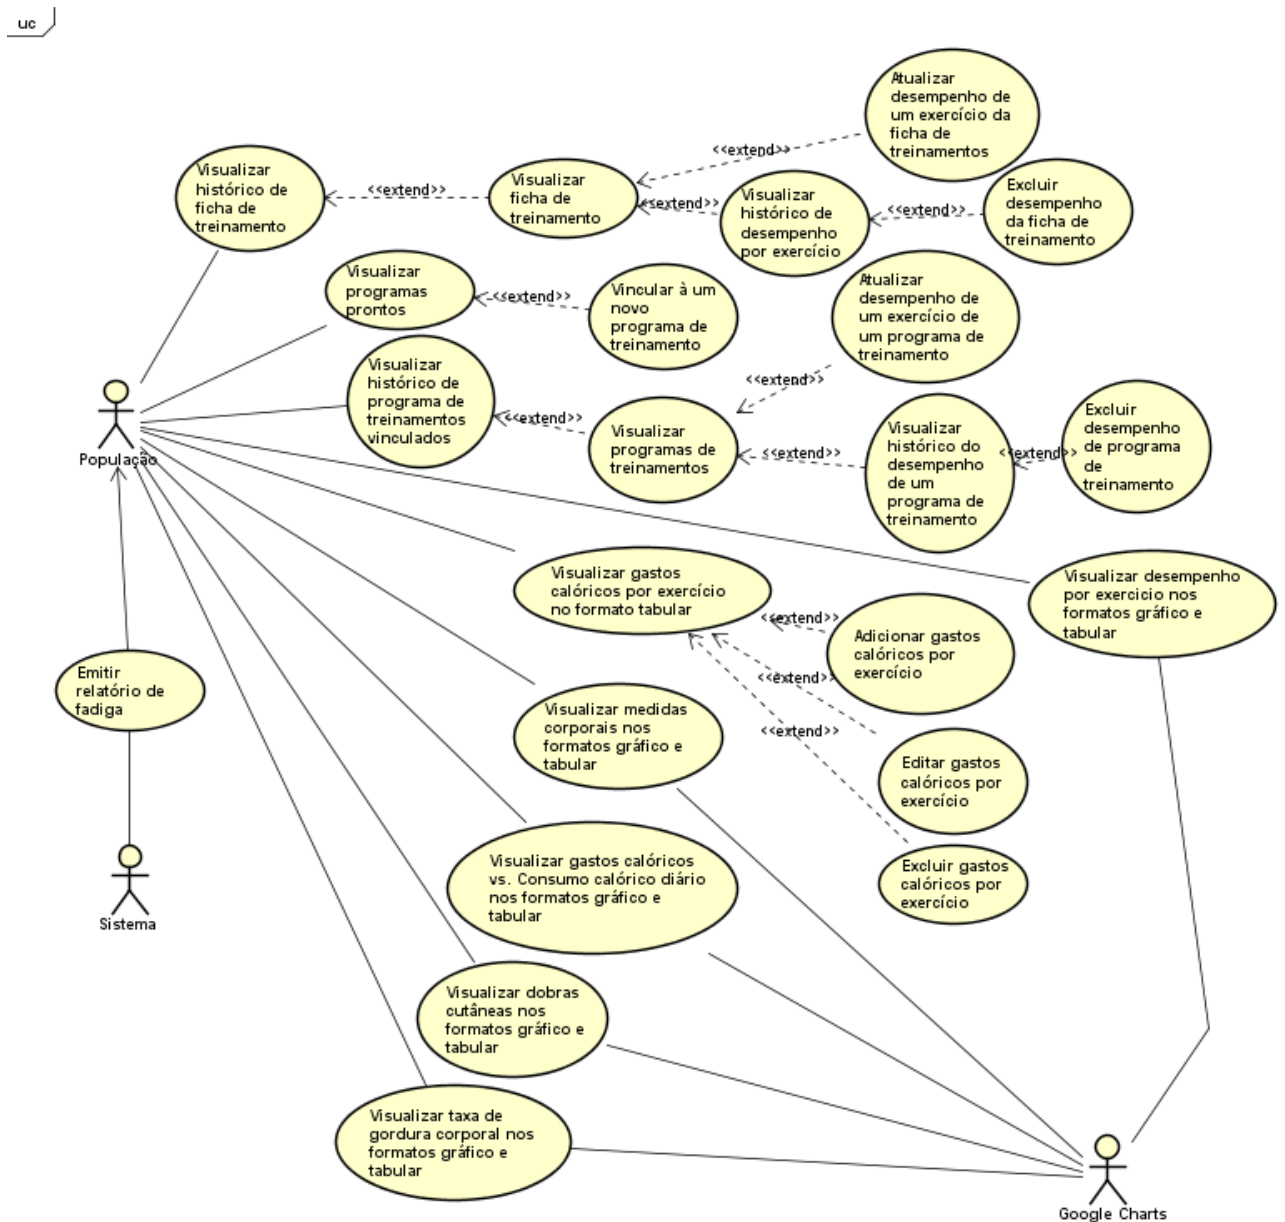 uc
Atualizar
desempenho de
um exercício da
ficha de
treinamentos
<<extend>>
Visualizar
histórico de
ficha de
treinamento
<<extend>>
Visualizar
ficha de
treinamento
<<extend>>
Visualizar
histórico de
desempenho
por exercício
<<extend>>
Excluir
desempenho
da ficha de
treinamento
Visualizar
programas
prontos
<<extend>>
Vincular à um
novo
programa de
treinamento
Atualizar
desempenho de
um exercício de
um programa de
treinamento
<<extend>>
Visualizar
histórico de
programa de
treinamentos
vinculados
<<extend>>
Visualizar
programas de
treinamentos
<<extend>>
Visualizar
histórico do
desempenho
de um
programa de
treinamento
<<extend>>
Excluir
desempenho
de programa
de
treinamento
População
Visualizar gastos
calóricos por exercício
no formato tabular
Visualizar desempenho
por exercicio nos
formatos gráfico e
tabular
<<extend>>
Adicionar gastos
calóricos por
exercício
<<extend>>
Emitir
relatório de
fadiga
Visualizar medidas
corporais nos
formatos gráfico e
tabular
<<extend>>
Editar gastos
calóricos por
exercício
Visualizar gastos calóricos
vs. Consumo calórico diário
nos formatos gráfico e
tabular
Excluir gastos
calóricos por
exercício
Sistema
Visualizar dobras
cutâneas nos
formatos gráfico e
tabular
Visualizar taxa de
gordura corporal nos
formatos gráfico e
tabular
Google Charts